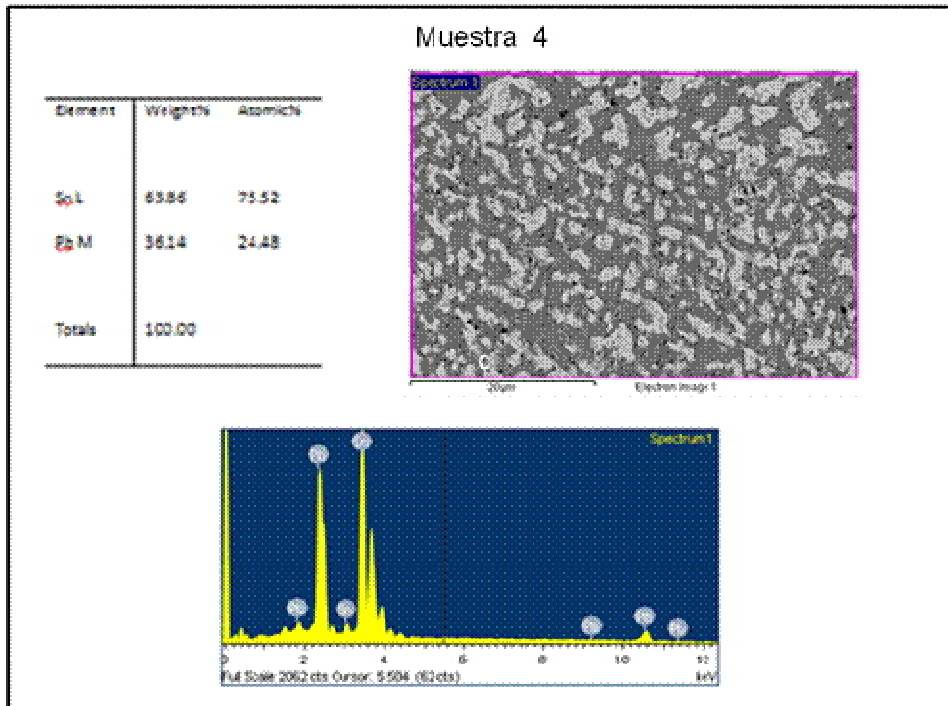 Muestra 4
Element Weight% Atomic%
Sn L 63.86 75.52
Pb M 36.14 24.48
Totals 100.00
Spectrum 1
C
20µm Electron Image 1
Spectrum 1
0 2 4 6 8 10 12
Full Scale 2062 cts Cursor: 5.504 (62 cts) keV